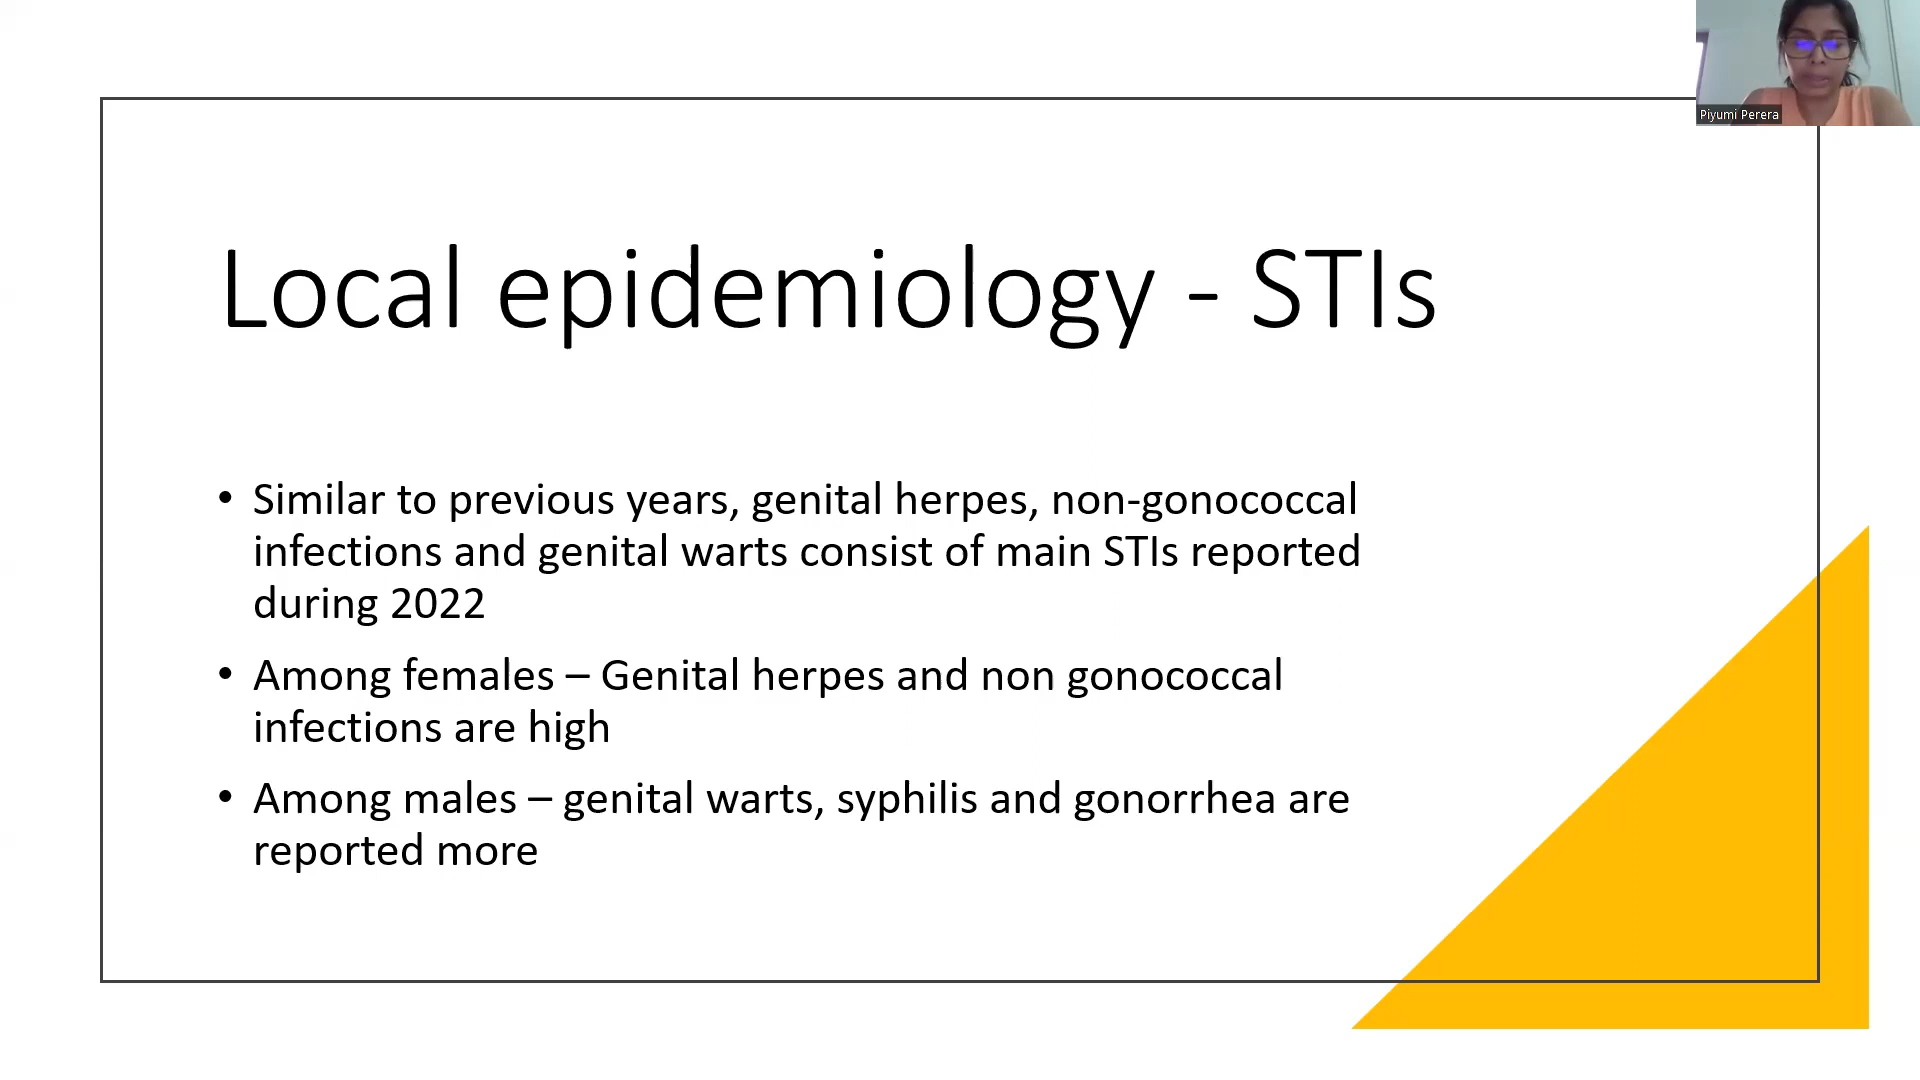 Piyumi Perera
Local epidemiology - STIs
• Similar to previous years, genital herpes, non-gonococcal
infections and genital warts consist of main STIs reported
during 2022
• Among females – Genital herpes and non gonococcal
infections are high
• Among males – genital warts, syphilis and gonorrhea are
reported more